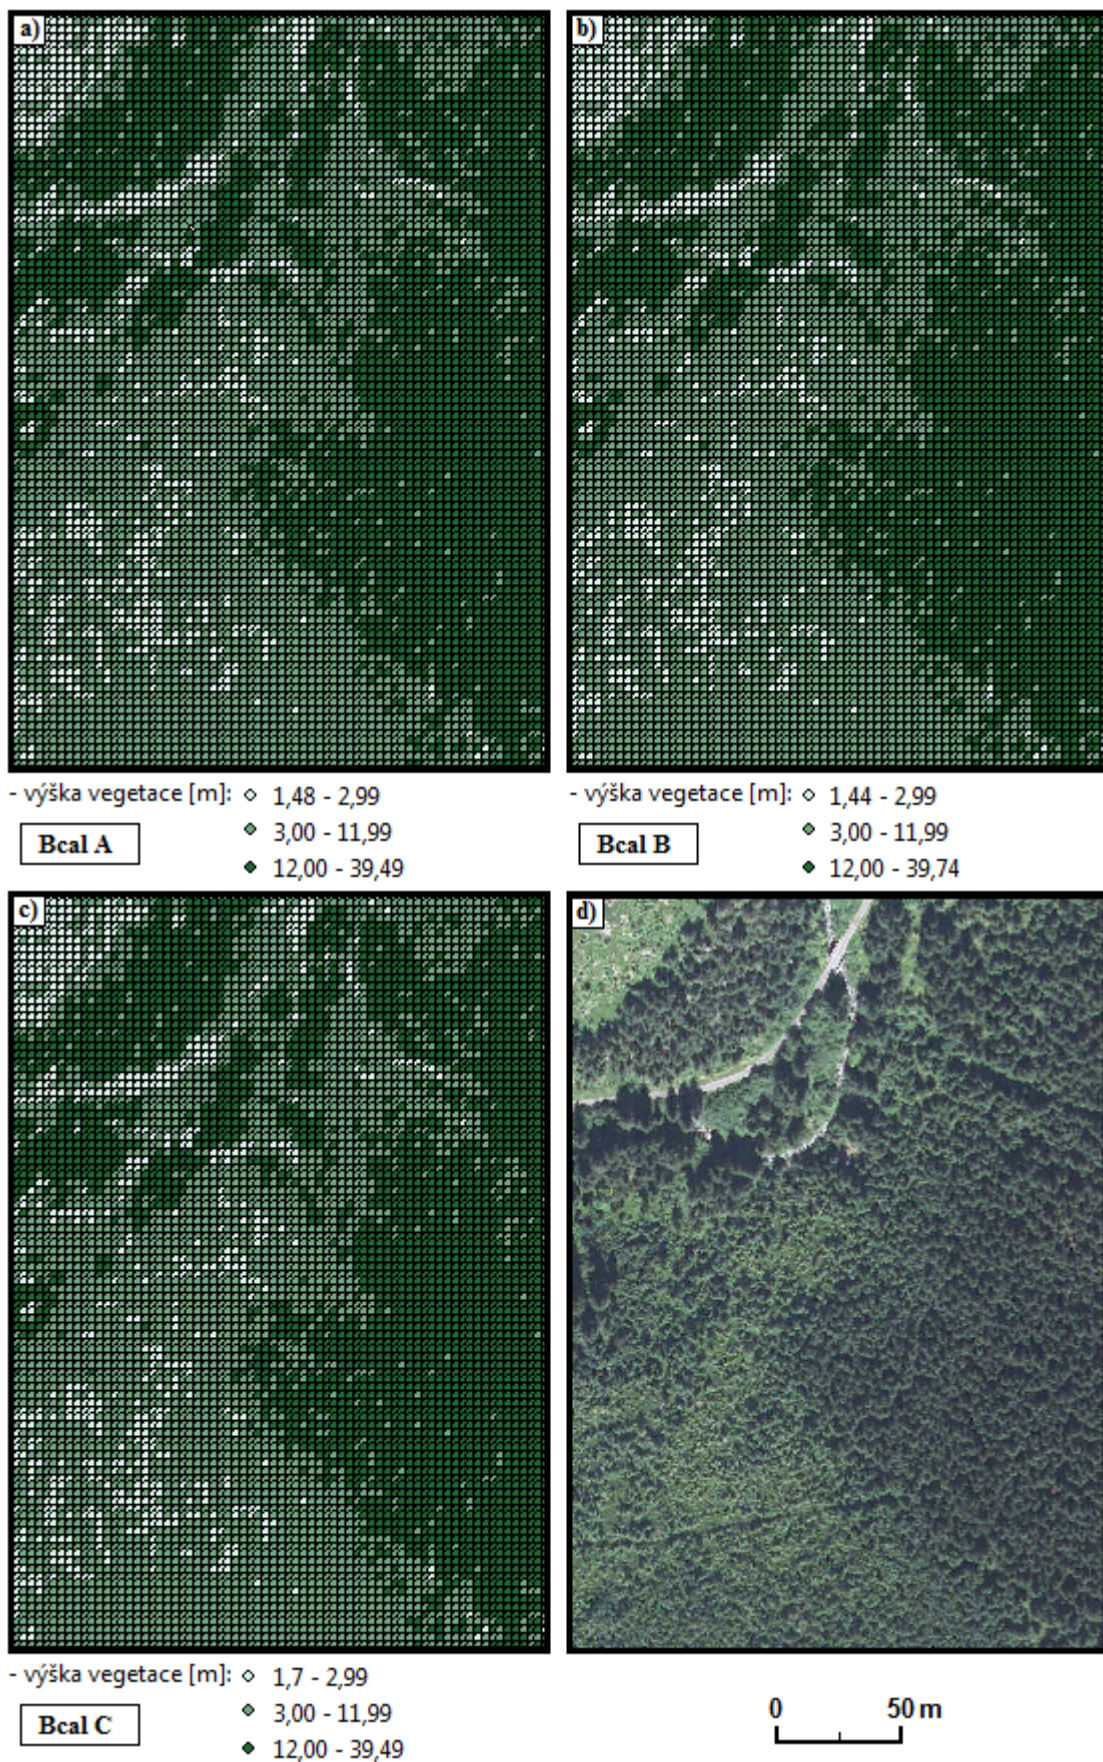 a)
b)
- výška vegetace [m]:
1,48 - 2,99
3,00 - 11,99
12,00 - 39,49
Bcal A
- výška vegetace [m]:
1,44 - 2,99
3,00 - 11,99
12,00 - 39,74
Bcal B
c)
d)
- výška vegetace [m]:
1,7 - 2,99
3,00 - 11,99
12,00 - 39,49
Bcal C
0 50 m